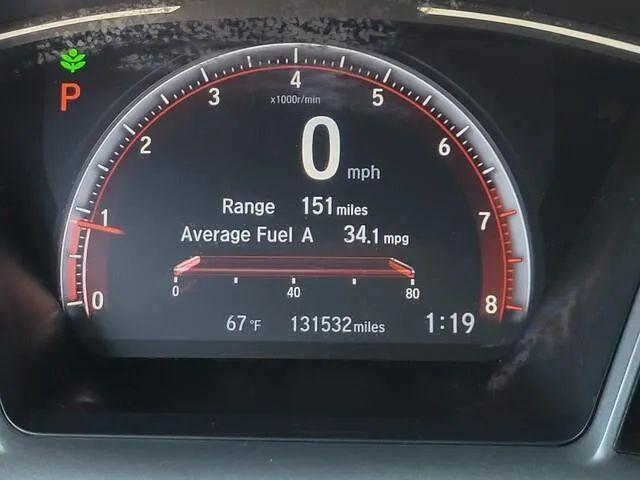 P
0 1 2 3 4 5 6 7 8
x1000r/min
0 mph
Range 151 miles
Average Fuel A 34.1 mpg
0 40 80
67 °F 131532 miles 1:19